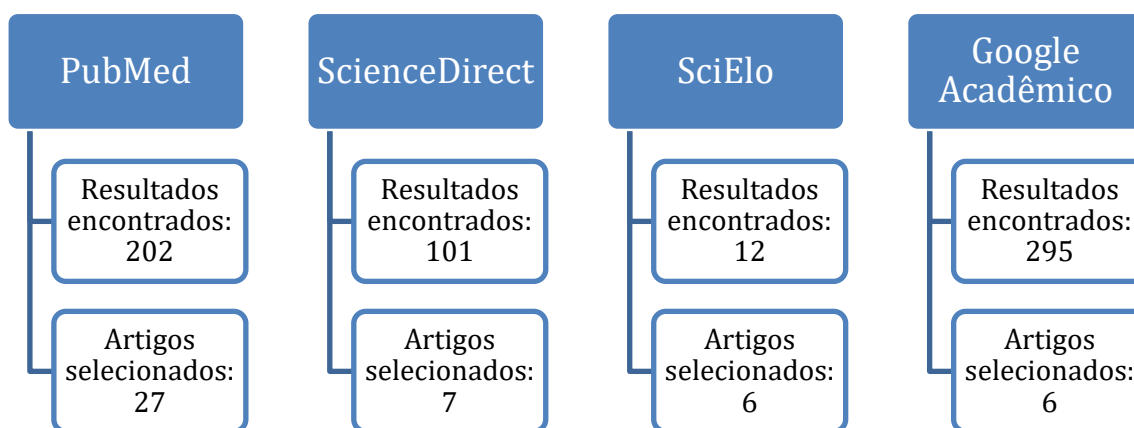 PubMed
Resultados
encontrados:
202
Artigos
selecionados:
27
ScienceDirect
Resultados
encontrados:
101
Artigos
selecionados:
7
SciElo
Resultados
encontrados:
12
Artigos
selecionados:
6
Google
Acadêmico
Resultados
encontrados:
295
Artigos
selecionados:
6